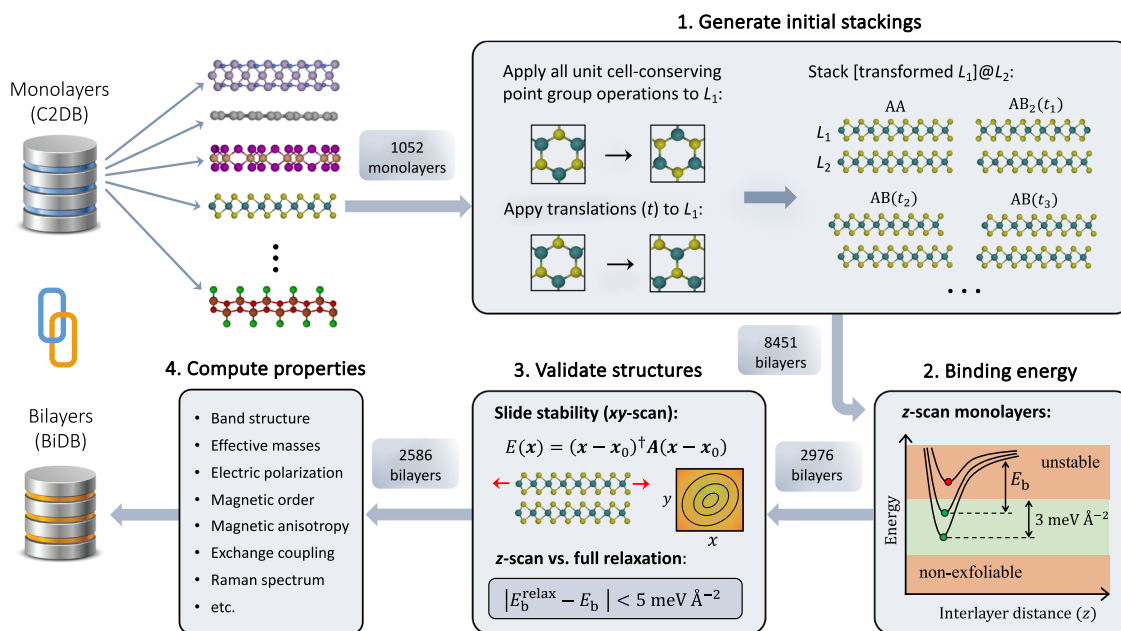 Monolayers
(C2DB)
1052
monolayers
1. Generate initial stackings
Apply all unit cell-conserving
point group operations to L₁:
Appy translations (t) to L₁:
Stack [transformed L₁]@L₂:
AA
AB₂(t₁)
L₁
L₂
AB(t₂)
AB(t₃)
8451
bilayers
2. Binding energy
z-scan monolayers:
unstable
E_b
3 meV Å⁻²
non-exfoliable
Energy
Interlayer distance (z)
2976
bilayers
3. Validate structures
Slide stability (xy-scan):
E(x) = (x − x₀)†A(x − x₀)
y
x
z-scan vs. full relaxation:
|E_b^relax − E_b | < 5 meV Å⁻²
2586
bilayers
4. Compute properties
• Band structure
• Effective masses
• Electric polarization
• Magnetic order
• Magnetic anisotropy
• Exchange coupling
• Raman spectrum
• etc.
Bilayers
(BiDB)